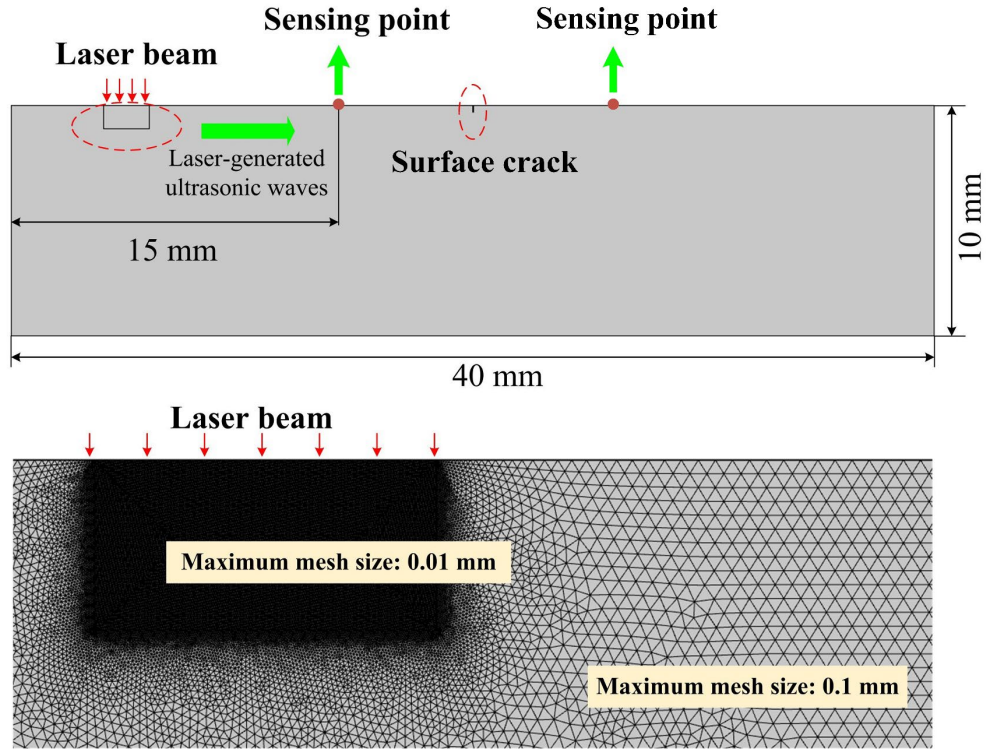 Sensing point
Sensing point
Laser beam
Laser-generated
ultrasonic waves
Surface crack
15 mm
10 mm
40 mm
Laser beam
Maximum mesh size: 0.01 mm
Maximum mesh size: 0.1 mm